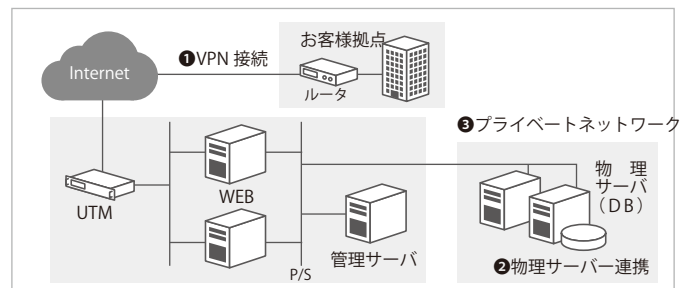 お客様拠点
❶VPN 接続
Internet
ルータ
❸プライベートネットワーク
UTM
WEB
P/S
管理サーバ
物 理
サーバ
（DB）
❷物理サーバー連携